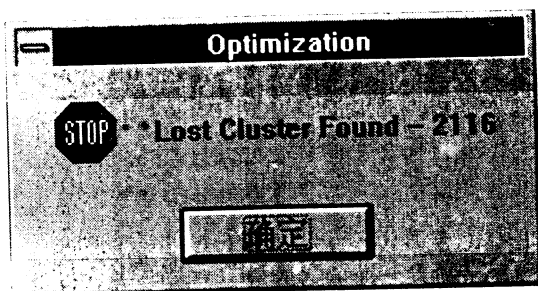 Optimization
STOP **Lost Cluster Found – 2116
确定